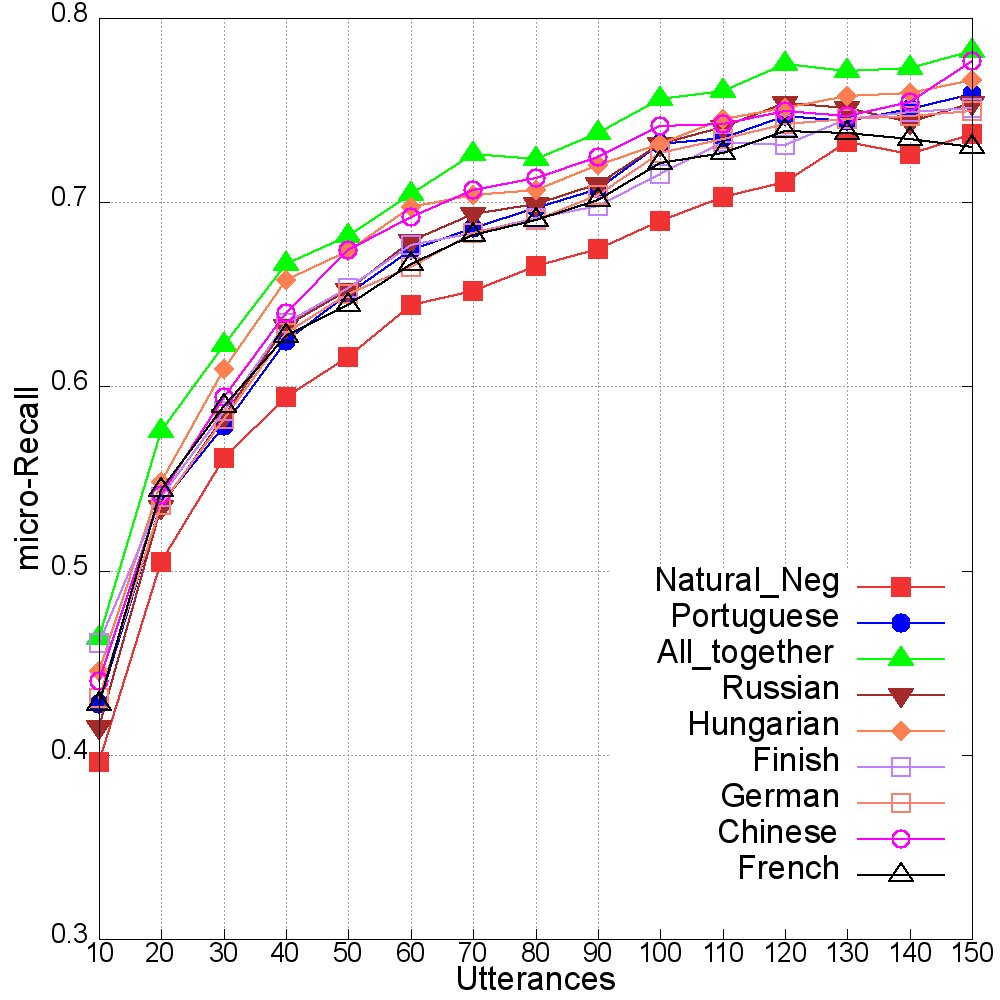 0.8
0.7
0.6
0.5
0.4
0.3
micro-Recall
10 20 30 40 50 60 70 80 90 100 110 120 130 140 150
Utterances
Natural_Neg
Portuguese
All_together
Russian
Hungarian
Finish
German
Chinese
French